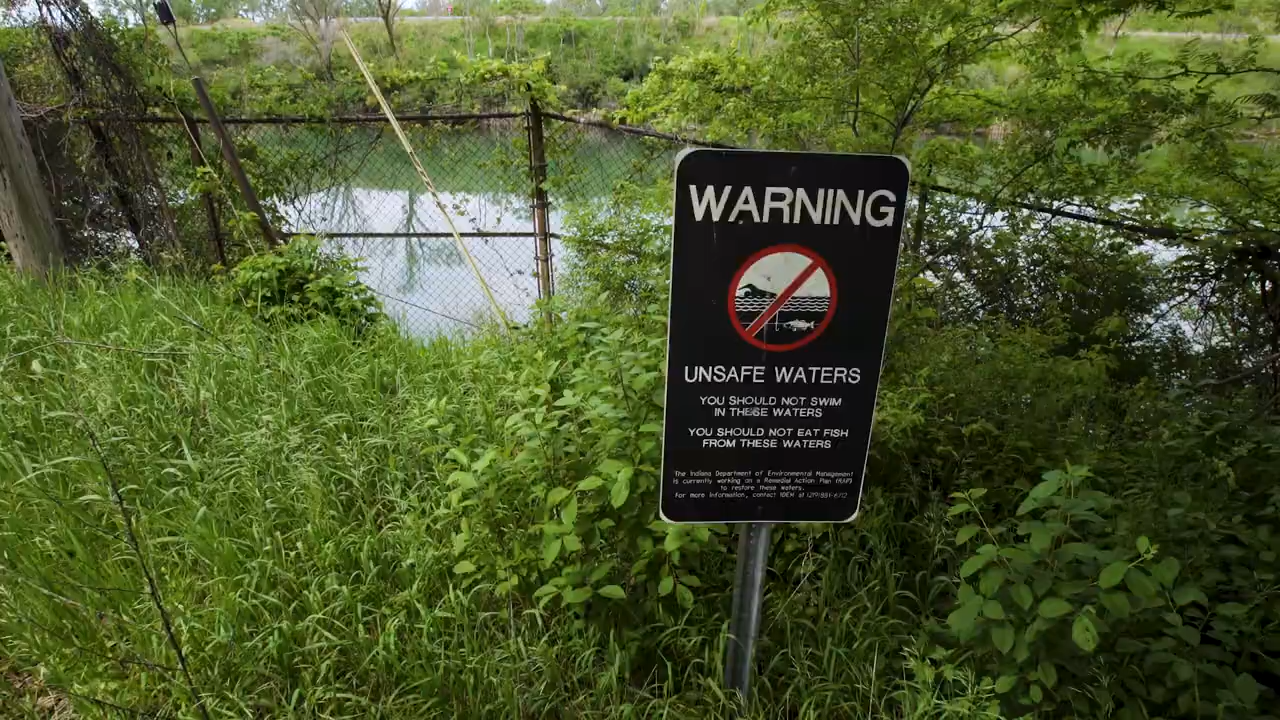 WARNING
UNSAFE WATERS
YOU SHOULD NOT SWIM
IN THESE WATERS
YOU SHOULD NOT EAT FISH
FROM THESE WATERS
The Indiana Department of Environmental Management
is currently working on a Remedial Action Plan (RAP)
to restore these waters.
For more information, contact IDEM at